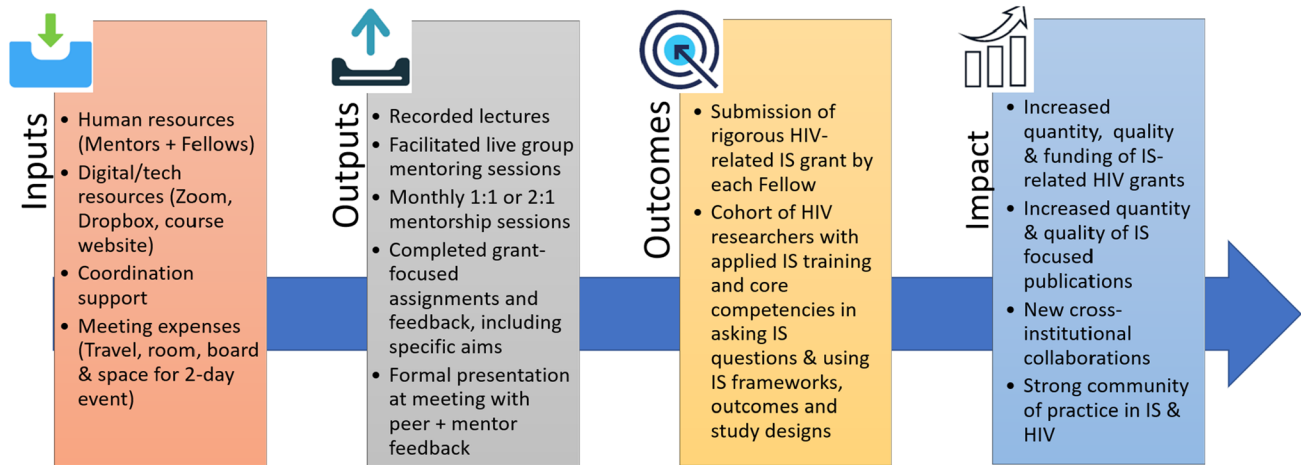 Inputs
• Human resources
(Mentors + Fellows)
• Digital/tech
resources (Zoom,
Dropbox, course
website)
• Coordination
support
• Meeting expenses
(Travel, room, board
& space for 2-day
event)
Outputs
• Recorded lectures
• Facilitated live group
mentoring sessions
• Monthly 1:1 or 2:1
mentorship sessions
• Completed grant-
focused
assignments and
feedback, including
specific aims
• Formal presentation
at meeting with
peer + mentor
feedback
Outcomes
• Submission of
rigorous HIV-
related IS grant by
each Fellow
• Cohort of HIV
researchers with
applied IS training
and core
competencies in
asking IS
questions & using
IS frameworks,
outcomes and
study designs
Impact
• Increased
quantity, quality
& funding of IS-
related HIV grants
• Increased quantity
& quality of IS
focused
publications
• New cross-
institutional
collaborations
• Strong community
of practice in IS &
HIV